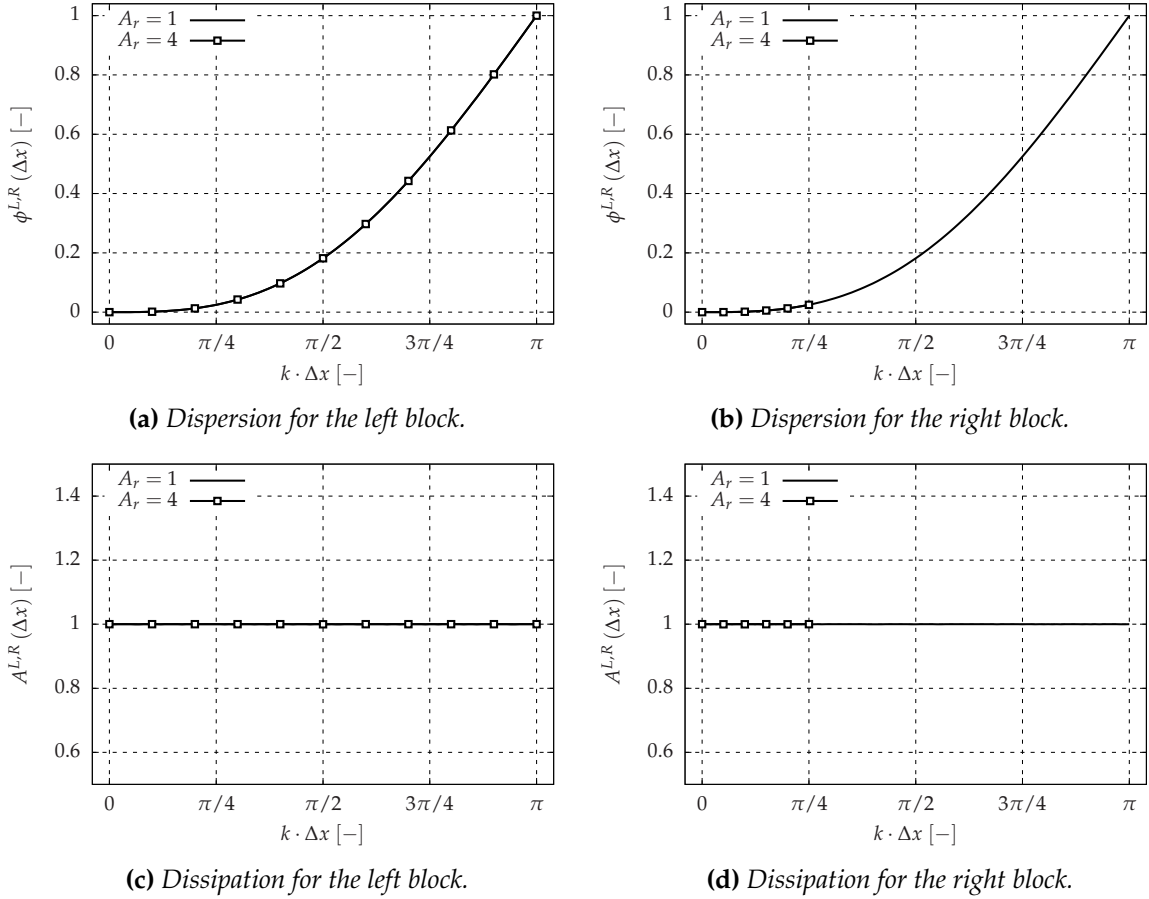 A_r = 1
A_r = 4
1
0.8
0.6
0.4
0.2
0
ϕ^{L,R}(Δx) [−]
0 π/4 π/2 3π/4 π
k · Δx [−]
(a) Dispersion for the left block.
A_r = 1
A_r = 4
1
0.8
0.6
0.4
0.2
0
ϕ^{L,R}(Δx) [−]
0 π/4 π/2 3π/4 π
k · Δx [−]
(b) Dispersion for the right block.
A_r = 1
A_r = 4
1.4
1.2
1
0.8
0.6
A^{L,R}(Δx) [−]
0 π/4 π/2 3π/4 π
k · Δx [−]
(c) Dissipation for the left block.
A_r = 1
A_r = 4
1.4
1.2
1
0.8
0.6
A^{L,R}(Δx) [−]
0 π/4 π/2 3π/4 π
k · Δx [−]
(d) Dissipation for the right block.